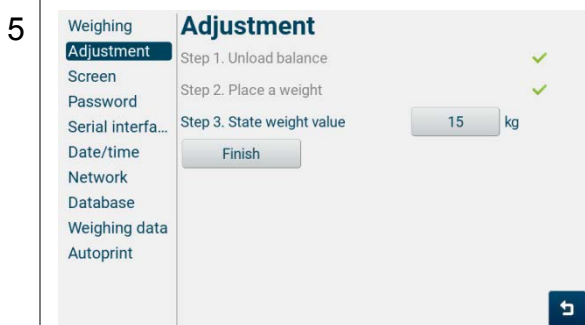 5
Weighing
Adjustment
Screen
Password
Serial interfa...
Date/time
Network
Database
Weighing data
Autoprint
Adjustment
Step 1. Unload balance
Step 2. Place a weight
Step 3. State weight value 15 kg
Finish